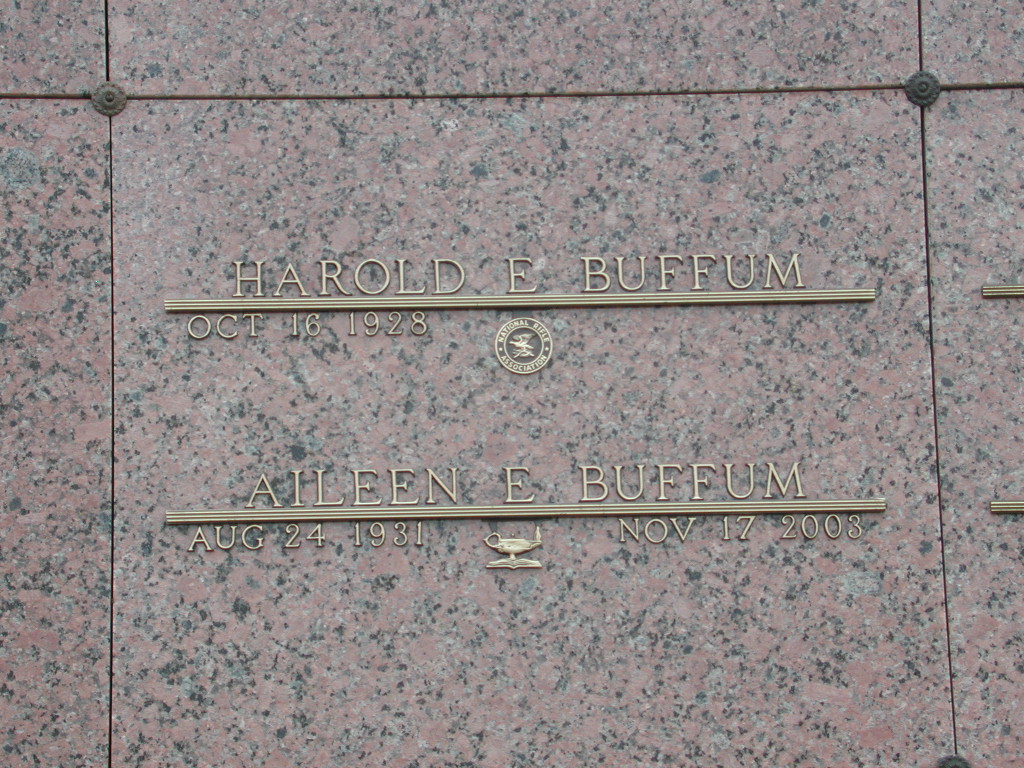 HAROLD E BUFFUM
OCT 16 1928
NATIONAL RIFLE ASSOCIATION
AILEEN E BUFFUM
AUG 24 1931 NOV 17 2003